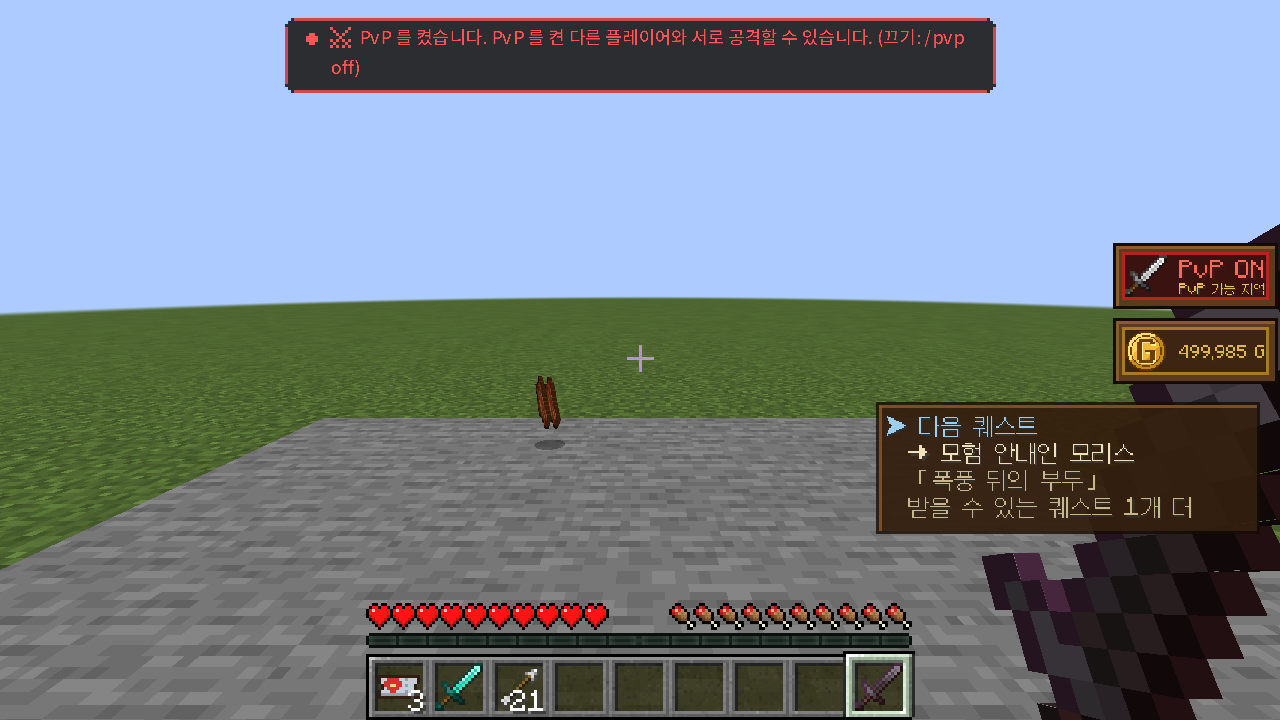 PvP 를 켰습니다. PvP 를 켠 다른 플레이어와 서로 공격할 수 있습니다. (끄기: /pvp
off)
PvP ON
PvP 가능 지역
499,985 G
➤ 다음 퀘스트
→ 모험 안내인 모리스
「폭풍 뒤의 부두」
받을 수 있는 퀘스트 1개 더
3
21